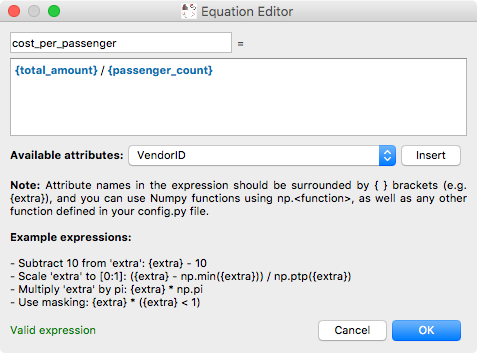 Equation Editor
cost_per_passenger =
{total_amount} / {passenger_count}
Available attributes: VendorID Insert
Note: Attribute names in the expression should be surrounded by { } brackets (e.g.
{extra}), and you can use Numpy functions using np.<function>, as well as any other
function defined in your config.py file.
Example expressions:
- Subtract 10 from 'extra': {extra} - 10
- Scale 'extra' to [0:1]: ({extra} - np.min({extra})) / np.ptp({extra})
- Multiply 'extra' by pi: {extra} * np.pi
- Use masking: {extra} * ({extra} < 1)
Valid expression Cancel OK